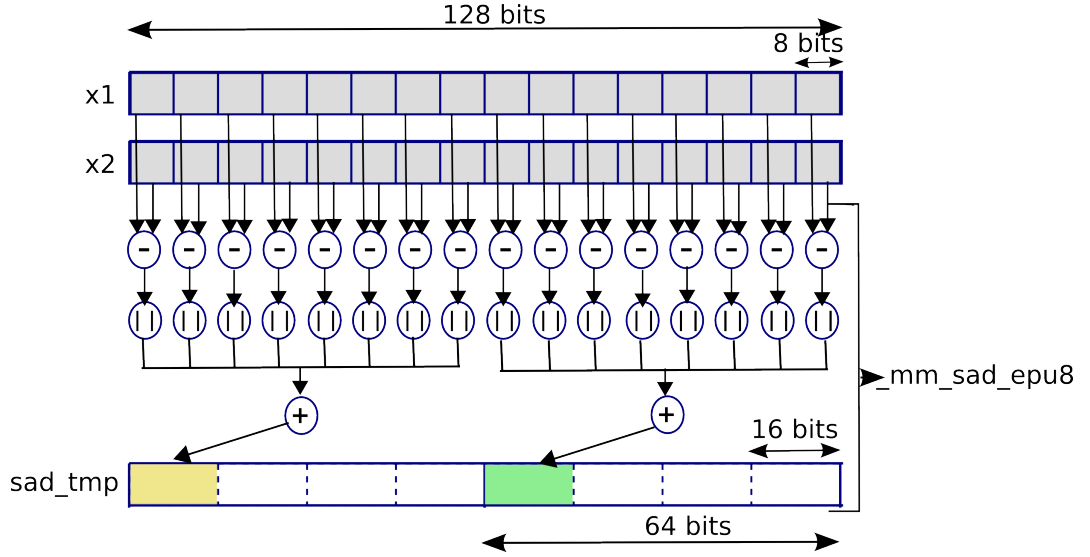 128 bits
8 bits
x1
x2
- - - - - - - - - - - - - - - -
|| || || || || || || || || || || || || || || ||
_mm_sad_epu8
+ +
16 bits
sad_tmp
64 bits